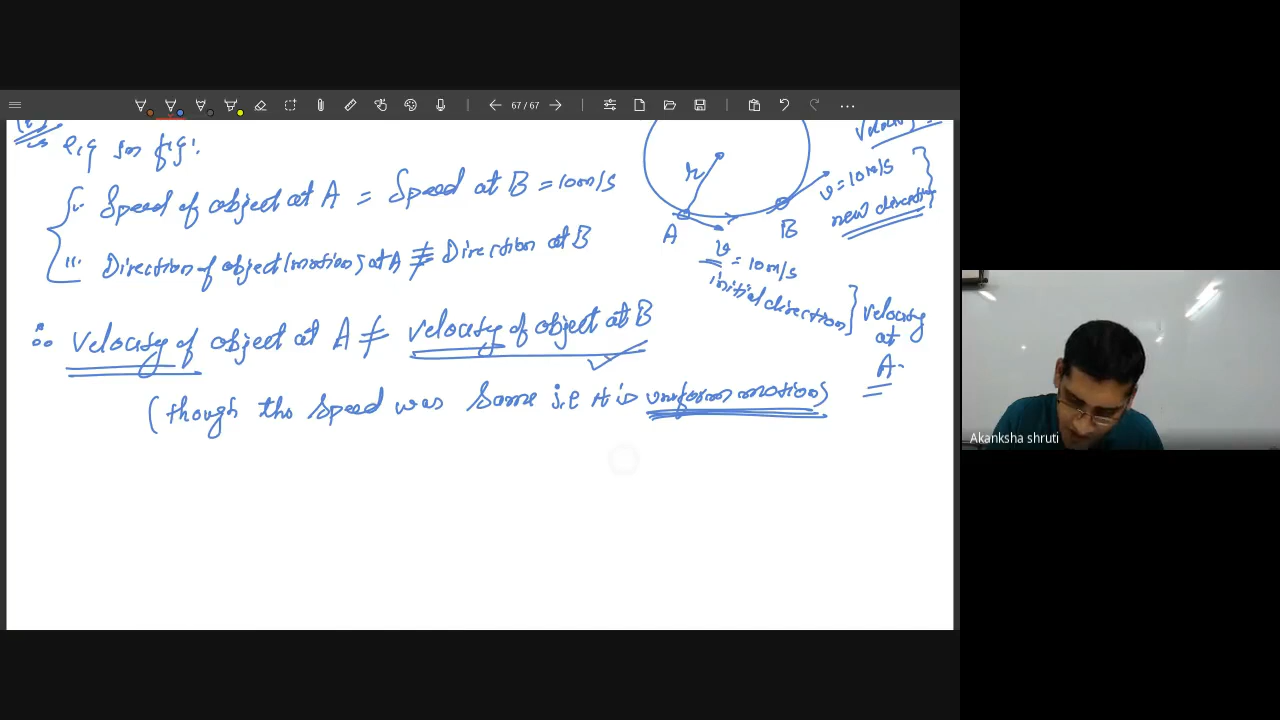 67/67
e.g for fig:
i. Speed of object at A = Speed at B = 10 m/s
ii. Direction of object (motion) at A ≠ Direction at B
∴ Velocity of object at A ≠ velocity of object at B
(though the speed was same i.e it is uniform motion)
r
A
B
v = 10 m/s
initial direction
velocity
at
A.
velocity
v = 10 m/s
new direction
Akanksha shruti